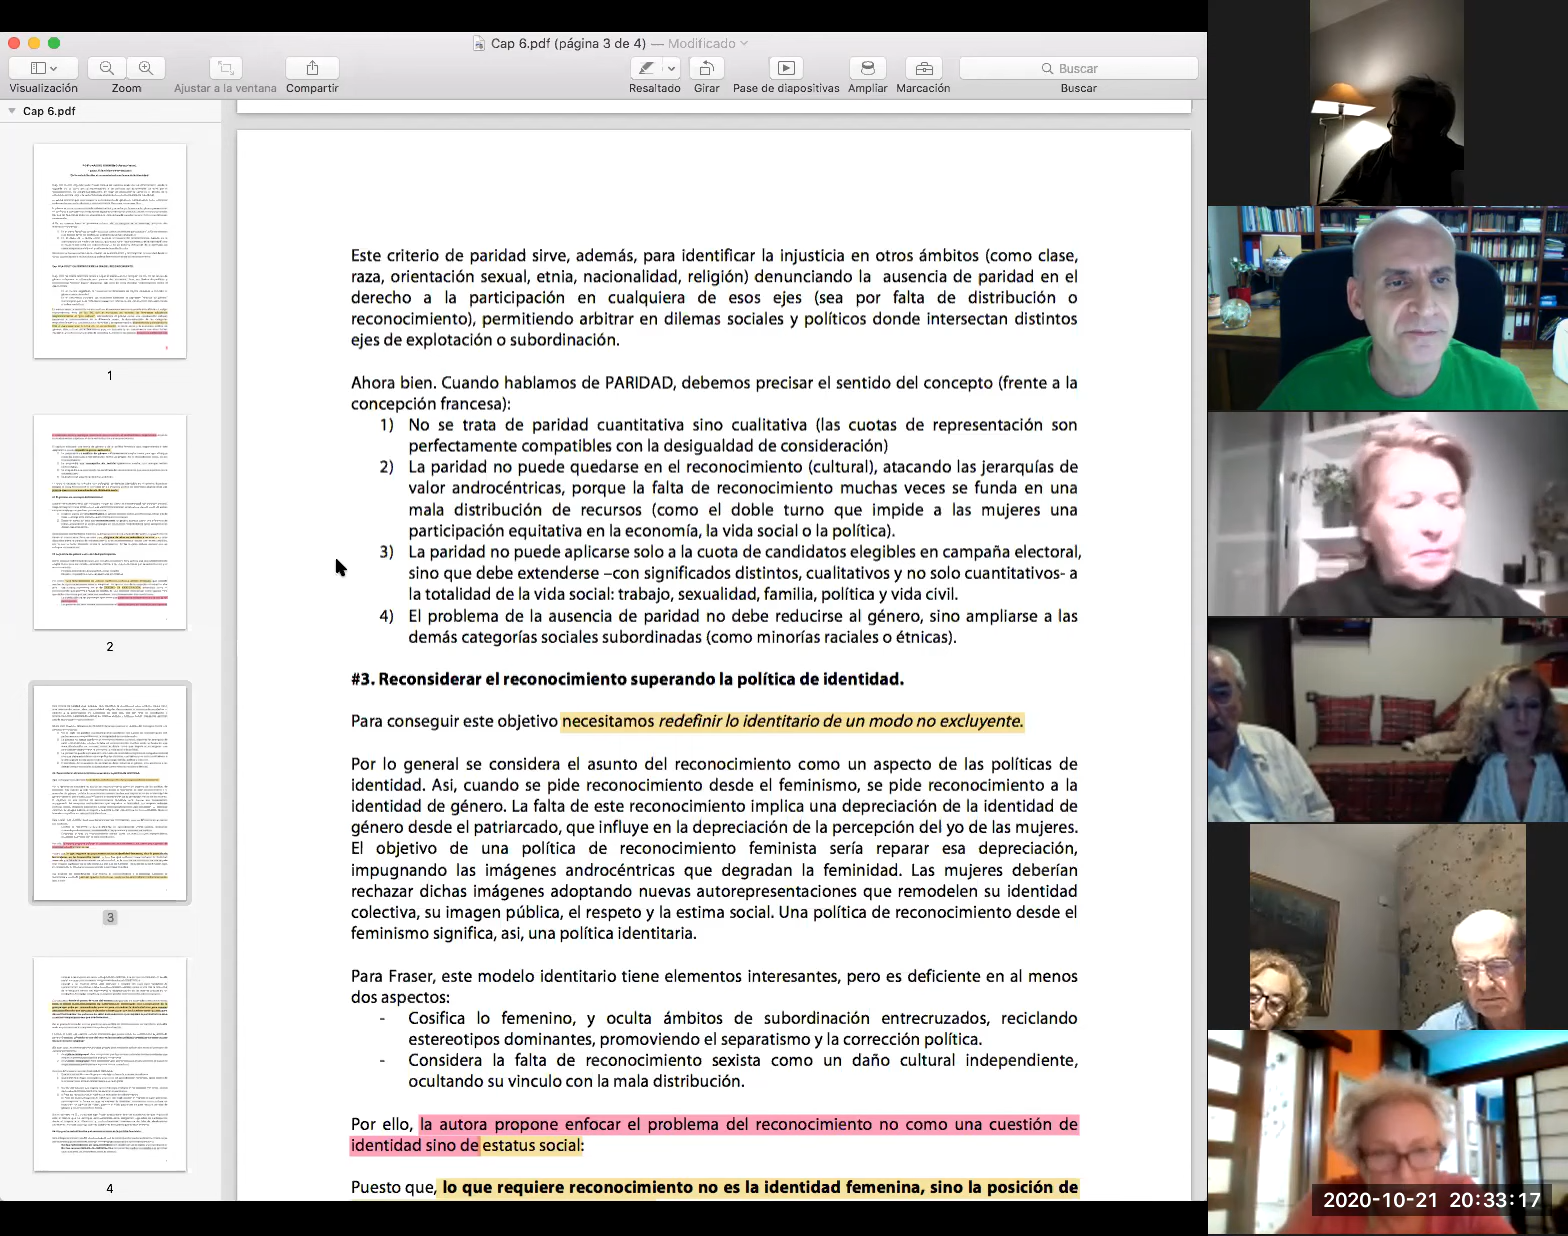 Cap 6.pdf (página 3 de 4) — Modificado
Visualización
Zoom
Ajustar a la ventana
Compartir
Resaltado
Girar
Pase de diapositivas
Ampliar
Marcación
Buscar
Buscar
Cap 6.pdf
1
2
3
4
Este criterio de paridad sirve, además, para identificar la injusticia en otros ámbitos (como clase,
raza, orientación sexual, etnia, nacionalidad, religión) denunciando la ausencia de paridad en el
derecho a la participación en cualquiera de esos ejes (sea por falta de distribución o
reconocimiento), permitiendo arbitrar en dilemas sociales y políticos donde intersectan distintos
ejes de explotación o subordinación.
Ahora bien. Cuando hablamos de PARIDAD, debemos precisar el sentido del concepto (frente a la
concepción francesa):
1) No se trata de paridad cuantitativa sino cualitativa (las cuotas de representación son
perfectamente compatibles con la desigualdad de consideración)
2) La paridad no puede quedarse en el reconocimiento (cultural), atacando las jerarquías de
valor androcéntricas, porque la falta de reconocimiento muchas veces se funda en una
mala distribución de recursos (como el doble turno que impide a las mujeres una
participación equitativa en la economía, la vida social o la política).
3) La paridad no puede aplicarse solo a la cuota de candidatos elegibles en campaña electoral,
sino que debe extenderse –con significados distintos, cualitativos y no solo cuantitativos- a
la totalidad de la vida social: trabajo, sexualidad, familia, política y vida civil.
4) El problema de la ausencia de paridad no debe reducirse al género, sino ampliarse a las
demás categorías sociales subordinadas (como minorías raciales o étnicas).
#3. Reconsiderar el reconocimiento superando la política de identidad.
Para conseguir este objetivo necesitamos redefinir lo identitario de un modo no excluyente.
Por lo general se considera el asunto del reconocimiento como un aspecto de las políticas de
identidad. Asi, cuando se pide reconocimiento desde el feminismo, se pide reconocimiento a la
identidad de género. La falta de este reconocimiento implica una depreciación de la identidad de
género desde el patriarcado, que influye en la depreciación de la percepción del yo de las mujeres.
El objetivo de una política de reconocimiento feminista sería reparar esa depreciación,
impugnando las imágenes androcéntricas que degradan la feminidad. Las mujeres deberían
rechazar dichas imágenes adoptando nuevas autorepresentaciones que remodelen su identidad
colectiva, su imagen pública, el respeto y la estima social. Una política de reconocimiento desde el
feminismo significa, asi, una política identitaria.
Para Fraser, este modelo identitario tiene elementos interesantes, pero es deficiente en al menos
dos aspectos:
- Cosifica lo femenino, y oculta ámbitos de subordinación entrecruzados, reciclando
estereotipos dominantes, promoviendo el separatismo y la corrección política.
- Considera la falta de reconocimiento sexista como un daño cultural independiente,
ocultando su vinculo con la mala distribución.
Por ello, la autora propone enfocar el problema del reconocimiento no como una cuestión de
identidad sino de estatus social:
Puesto que, lo que requiere reconocimiento no es la identidad femenina, sino la posición de
2020-10-21 20:33:17